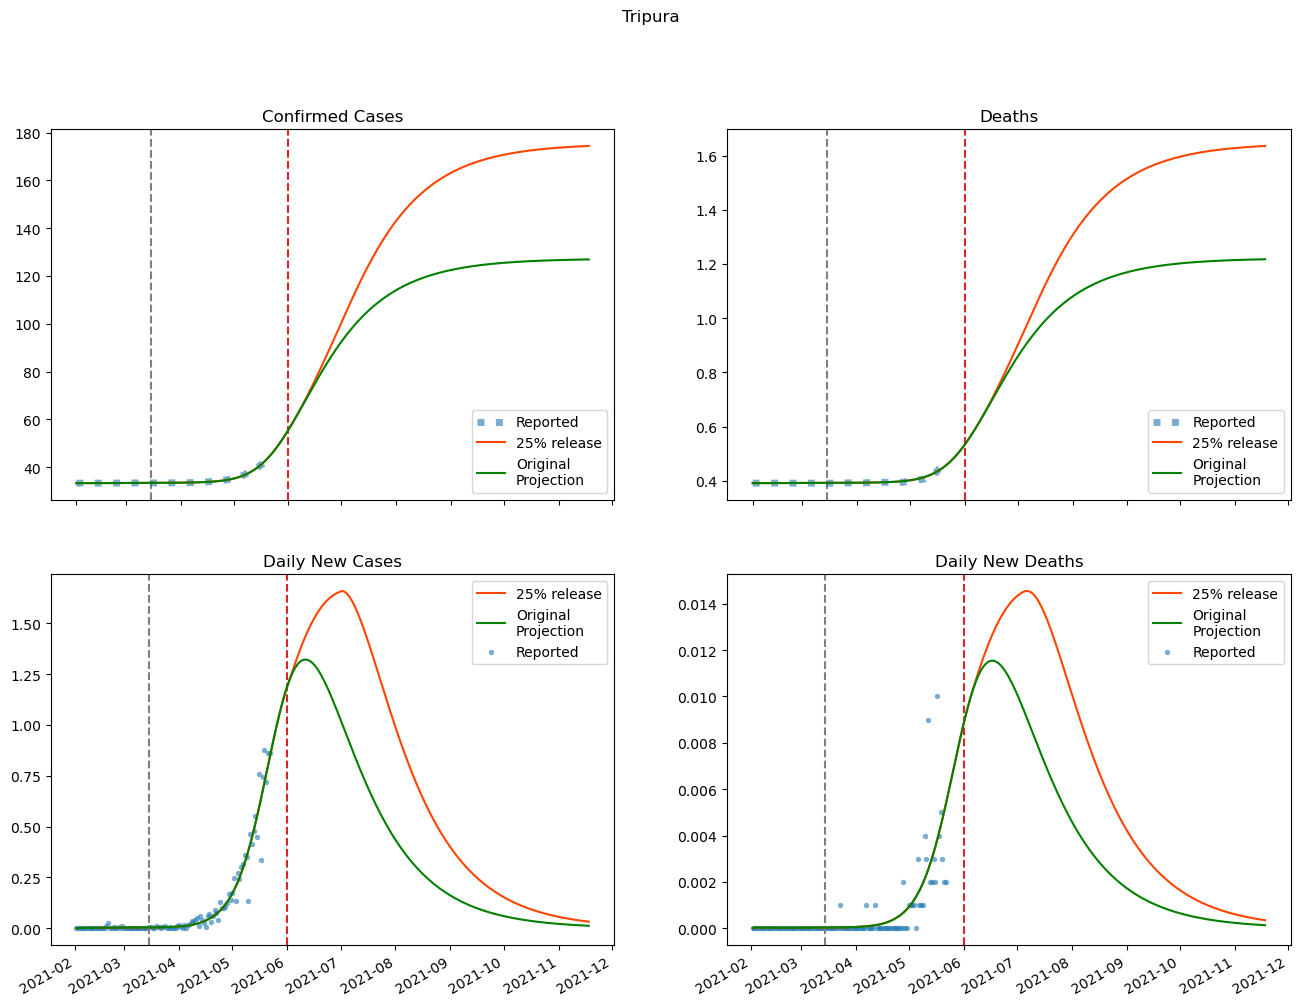 Tripura
Confirmed Cases
180
160
140
120
100
80
60
40
Reported
25% release
Original
Projection
Deaths
1.6
1.4
1.2
1.0
0.8
0.6
0.4
Reported
25% release
Original
Projection
Daily New Cases
1.50
1.25
1.00
0.75
0.50
0.25
0.00
25% release
Original
Projection
Reported
2021-02
2021-03
2021-04
2021-05
2021-06
2021-07
2021-08
2021-09
2021-10
2021-11
2021-12
Daily New Deaths
0.014
0.012
0.010
0.008
0.006
0.004
0.002
0.000
25% release
Original
Projection
Reported
2021-02
2021-03
2021-04
2021-05
2021-06
2021-07
2021-08
2021-09
2021-10
2021-11
2021-12